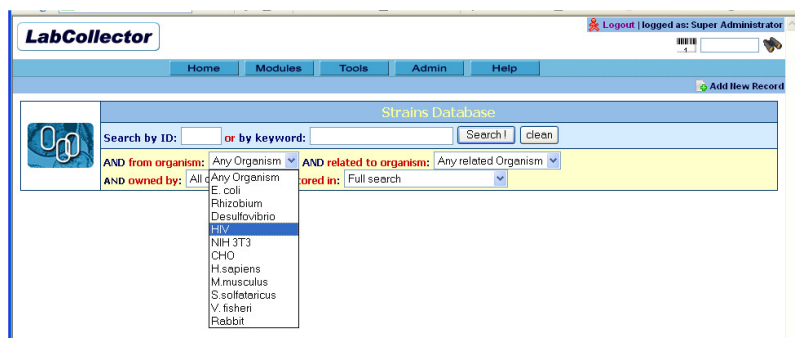 Logout | logged as: Super Administrator
LabCollector
Home Modules Tools Admin Help
Add New Record
Strains Database
Search by ID: or by keyword: Search ! clean
AND from organism: Any Organism AND related to organism: Any related Organism
AND owned by: All ored in: Full search
Any Organism
E. coli
Rhizobium
Desulfovibrio
HIV
NIH 3T3
CHO
H.sapiens
M.musculus
S.solfataricus
V. fisheri
Rabbit